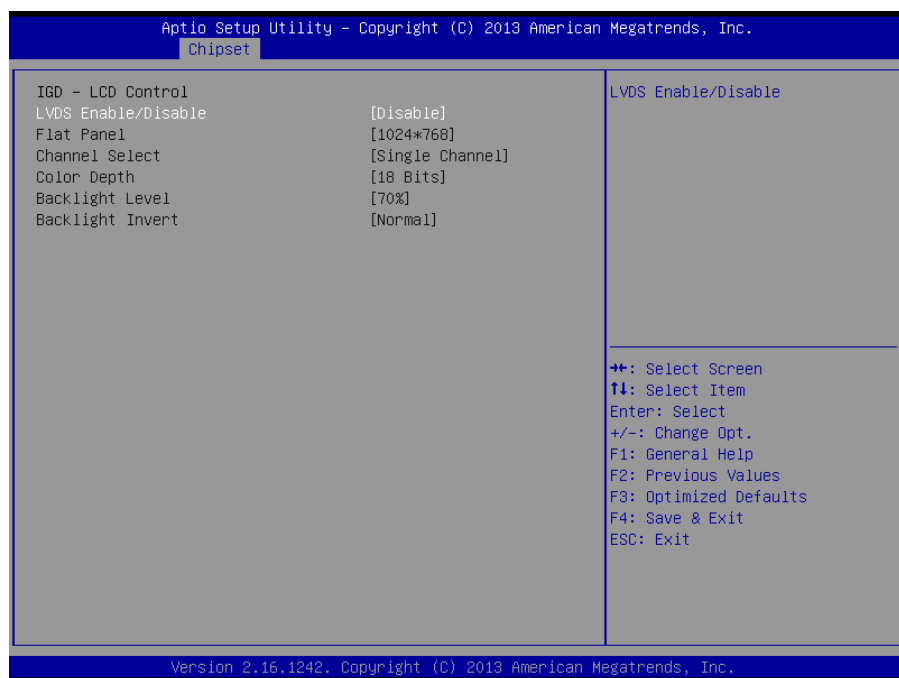 Aptio Setup Utility – Copyright (C) 2013 American Megatrends, Inc.
Chipset
IGD – LCD Control
LVDS Enable/Disable [Disable]
Flat Panel [1024*768]
Channel Select [Single Channel]
Color Depth [18 Bits]
Backlight Level [70%]
Backlight Invert [Normal]
LVDS Enable/Disable
→←: Select Screen
↑↓: Select Item
Enter: Select
+/-: Change Opt.
F1: General Help
F2: Previous Values
F3: Optimized Defaults
F4: Save & Exit
ESC: Exit
Version 2.16.1242. Copyright (C) 2013 American Megatrends, Inc.